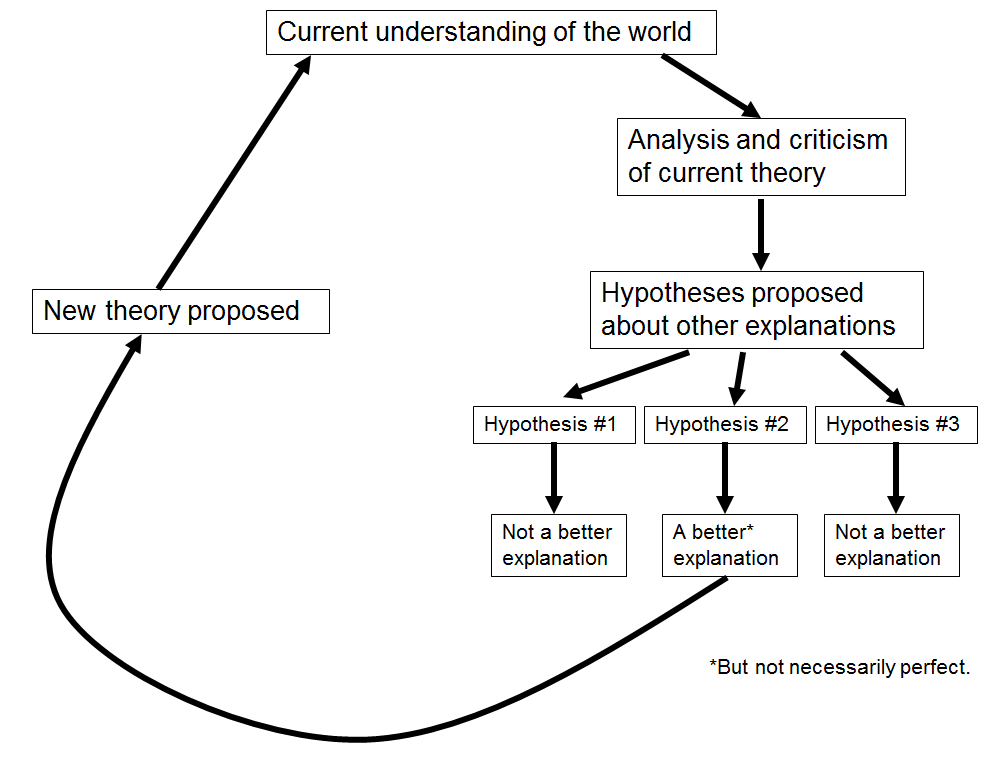 Current understanding of the world
Analysis and criticism
of current theory
New theory proposed
Hypotheses proposed
about other explanations
Hypothesis #1
Hypothesis #2
Hypothesis #3
Not a better
explanation
A better*
explanation
Not a better
explanation
*But not necessarily perfect.